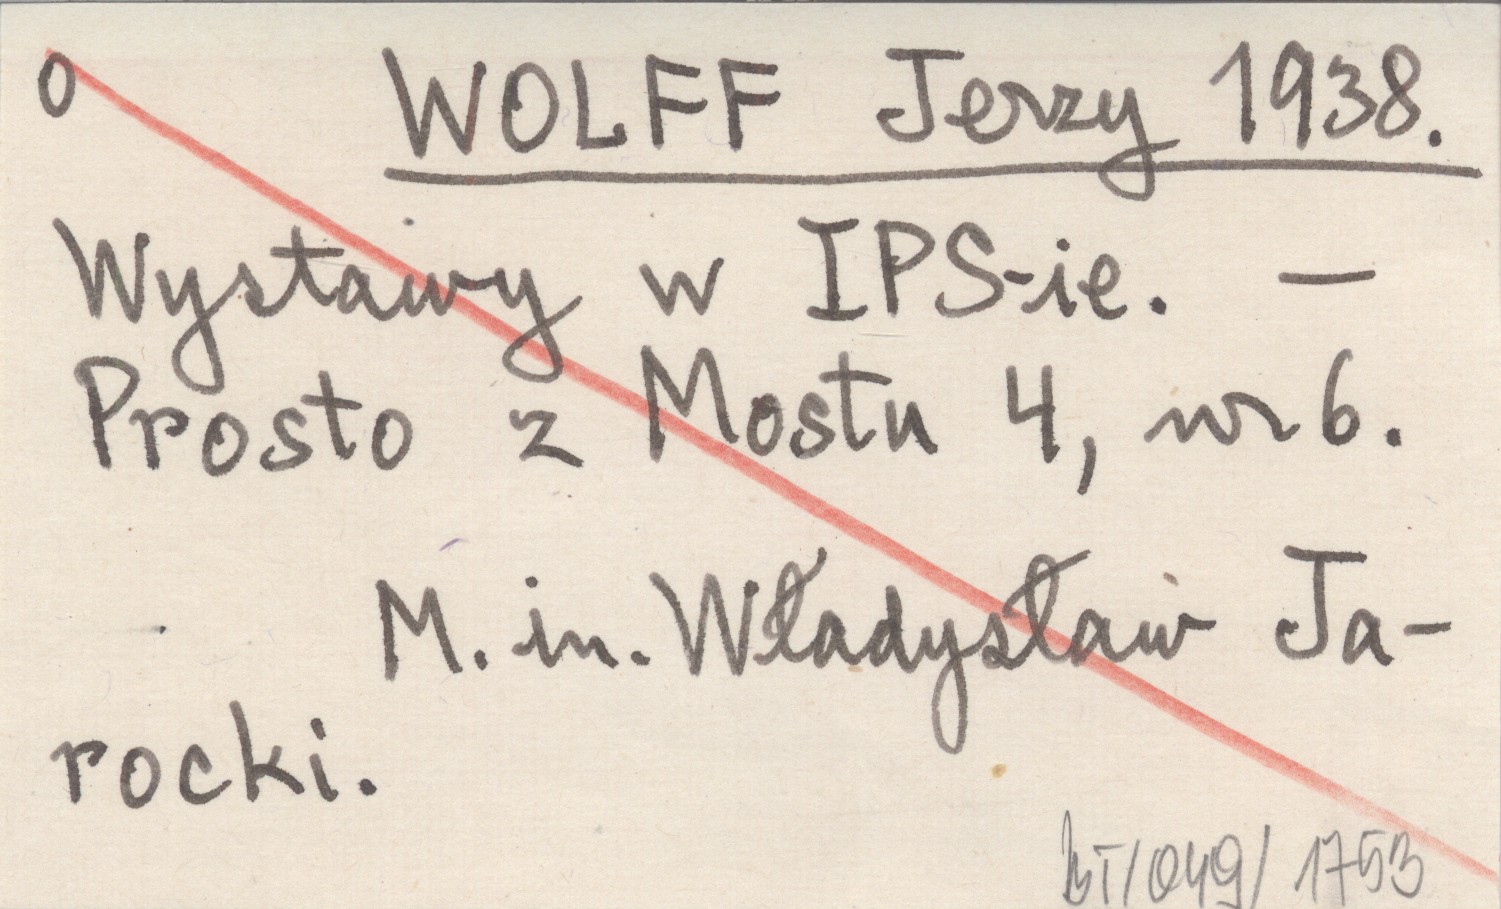 0 WOLFF Jerzy 1938.
Wystawy w IPS-ie. —
Prosto z Mostu 4, nr 6.
M. in. Władysław Ja-
rocki.
BT/049/1753